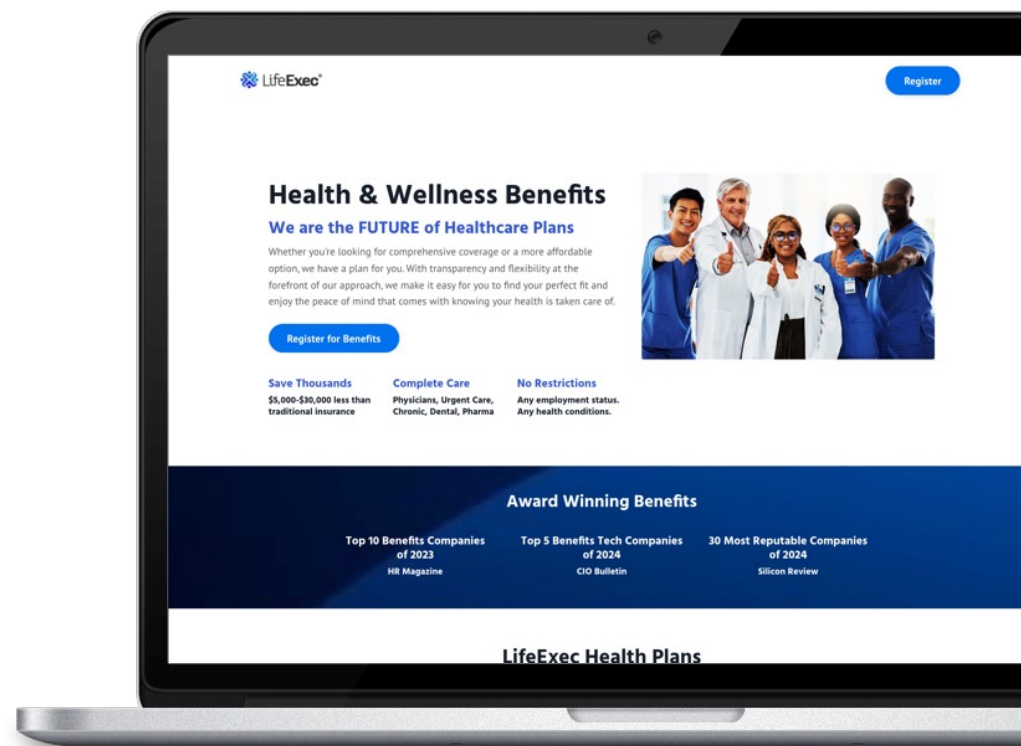 LifeExec®
Register
Health & Wellness Benefits
We are the FUTURE of Healthcare Plans
Whether you're looking for comprehensive coverage or a more affordable
option, we have a plan for you. With transparency and flexibility at the
forefront of our approach, we make it easy for you to find your perfect fit and
enjoy the peace of mind that comes with knowing your health is taken care of.
Register for Benefits
Save Thousands
$5,000-$30,000 less than
traditional insurance
Complete Care
Physicians, Urgent Care,
Chronic, Dental, Pharma
No Restrictions
Any employment status.
Any health conditions.
Award Winning Benefits
Top 10 Benefits Companies
of 2023
HR Magazine
Top 5 Benefits Tech Companies
of 2024
CIO Bulletin
30 Most Reputable Companies
of 2024
Silicon Review
LifeExec Health Plans